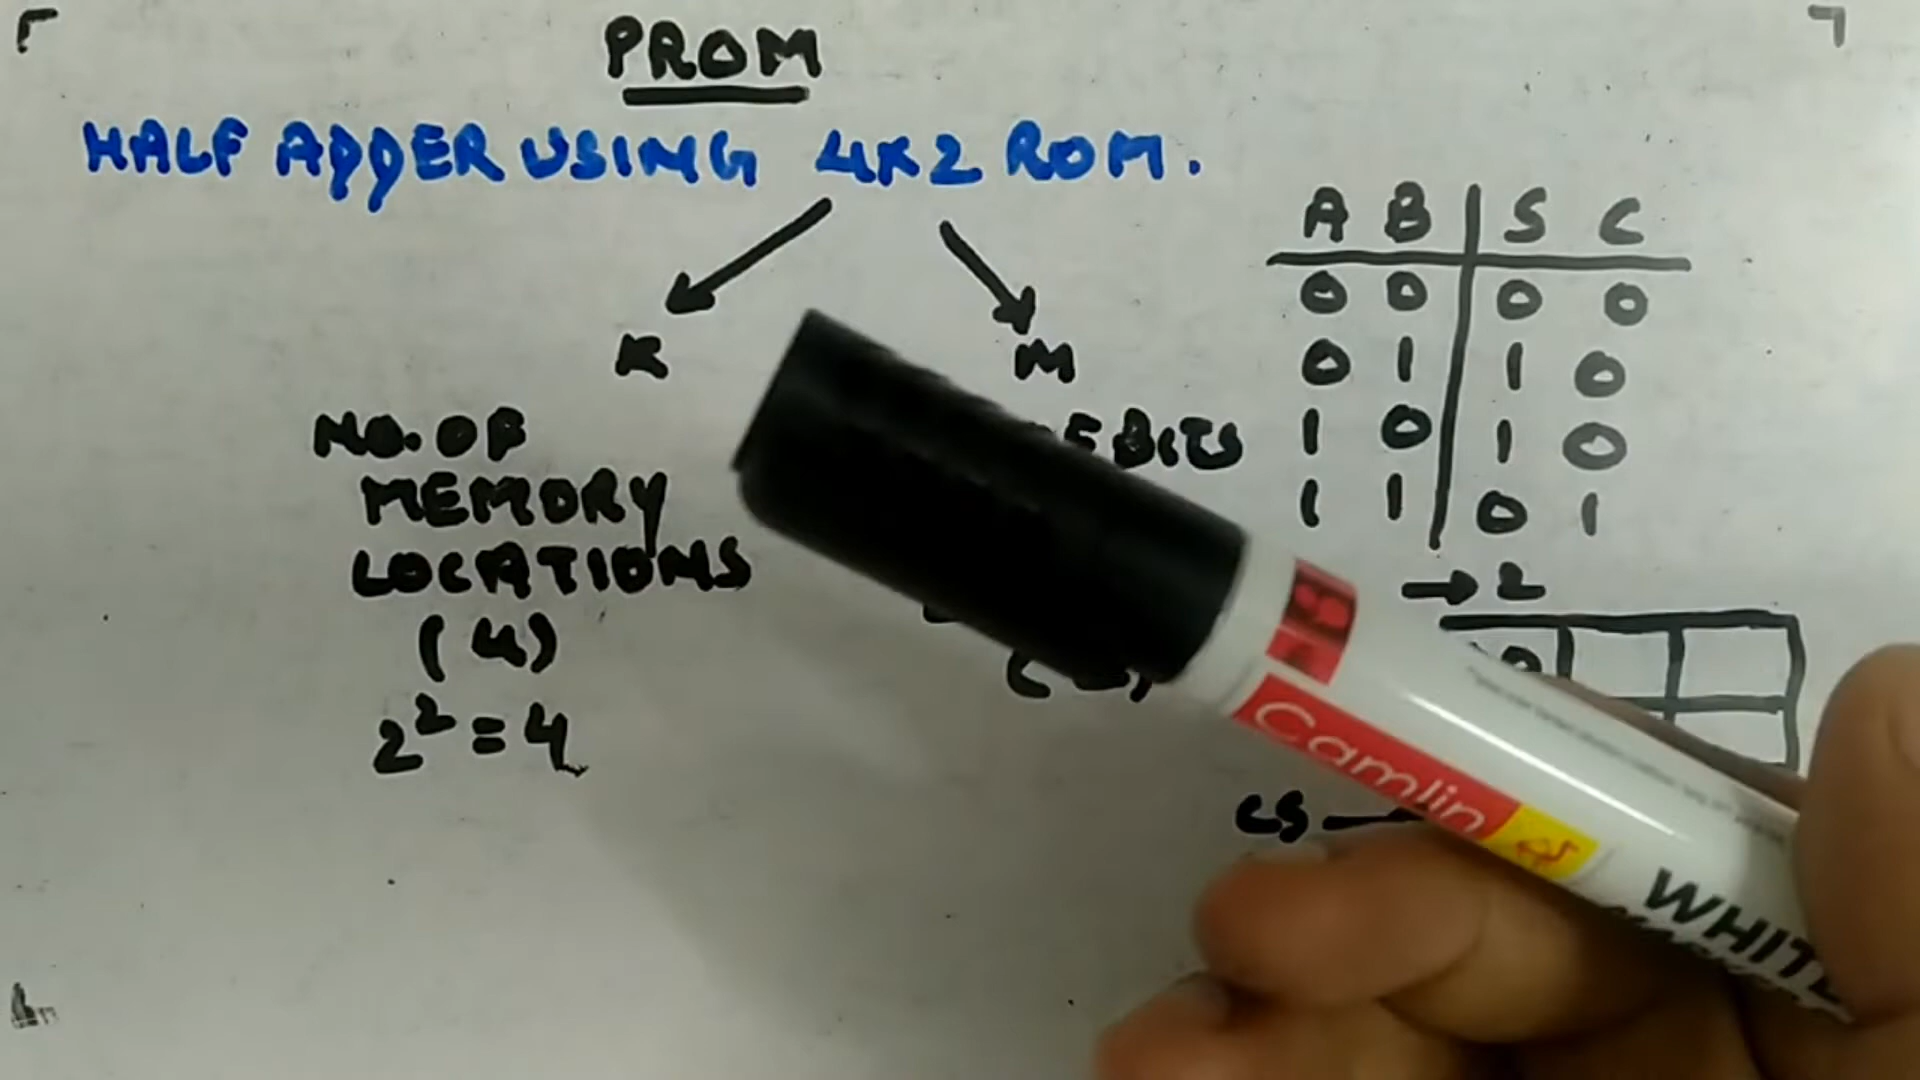 PROM
HALF ADDER USING 4K2 ROM.
K
M
NO. OF
MEMORY
LOCATIONS
(4)
2² = 4
BITS
A B S C
0 0 0 0
0 1 1 0
1 0 1 0
1 1 0 1
→ 2
CS
Camlin
WHITE